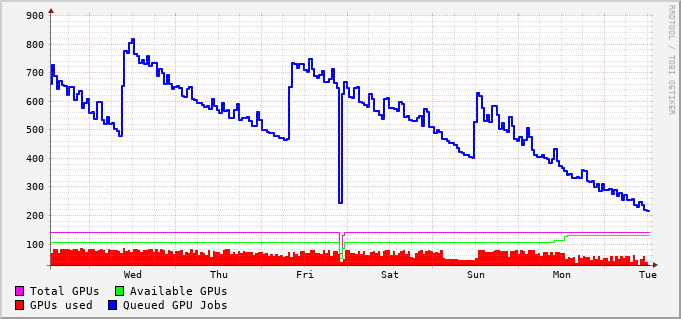 900
800
700
600
500
400
300
200
100
Wed Thu Fri Sat Sun Mon Tue
RRDTOOL / TOBI OETIKER
Total GPUs Available GPUs
GPUs used Queued GPU Jobs